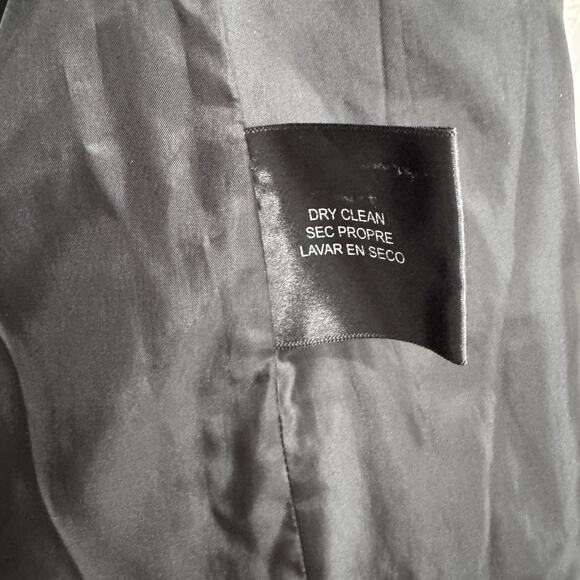 DRY CLEAN
SEC PROPRE
LAVAR EN SECO